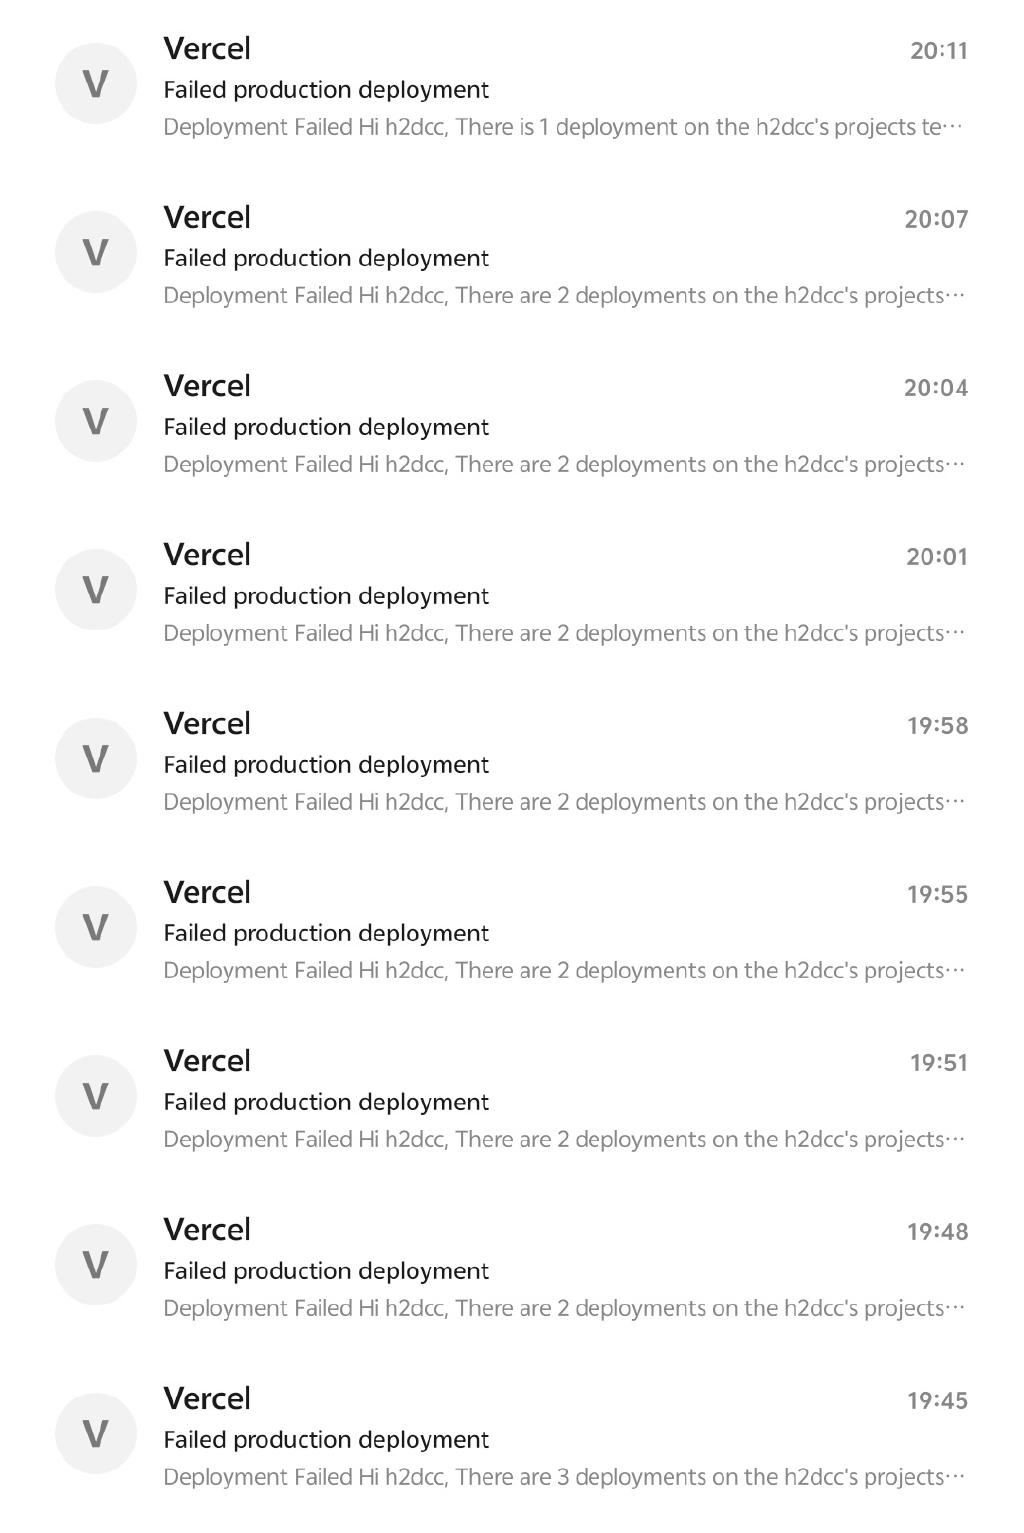 V
Vercel 20:11
Failed production deployment
Deployment Failed Hi h2dcc, There is 1 deployment on the h2dcc's projects te···
V
Vercel 20:07
Failed production deployment
Deployment Failed Hi h2dcc, There are 2 deployments on the h2dcc's projects···
V
Vercel 20:04
Failed production deployment
Deployment Failed Hi h2dcc, There are 2 deployments on the h2dcc's projects···
V
Vercel 20:01
Failed production deployment
Deployment Failed Hi h2dcc, There are 2 deployments on the h2dcc's projects···
V
Vercel 19:58
Failed production deployment
Deployment Failed Hi h2dcc, There are 2 deployments on the h2dcc's projects···
V
Vercel 19:55
Failed production deployment
Deployment Failed Hi h2dcc, There are 2 deployments on the h2dcc's projects···
V
Vercel 19:51
Failed production deployment
Deployment Failed Hi h2dcc, There are 2 deployments on the h2dcc's projects···
V
Vercel 19:48
Failed production deployment
Deployment Failed Hi h2dcc, There are 2 deployments on the h2dcc's projects···
V
Vercel 19:45
Failed production deployment
Deployment Failed Hi h2dcc, There are 3 deployments on the h2dcc's projects···